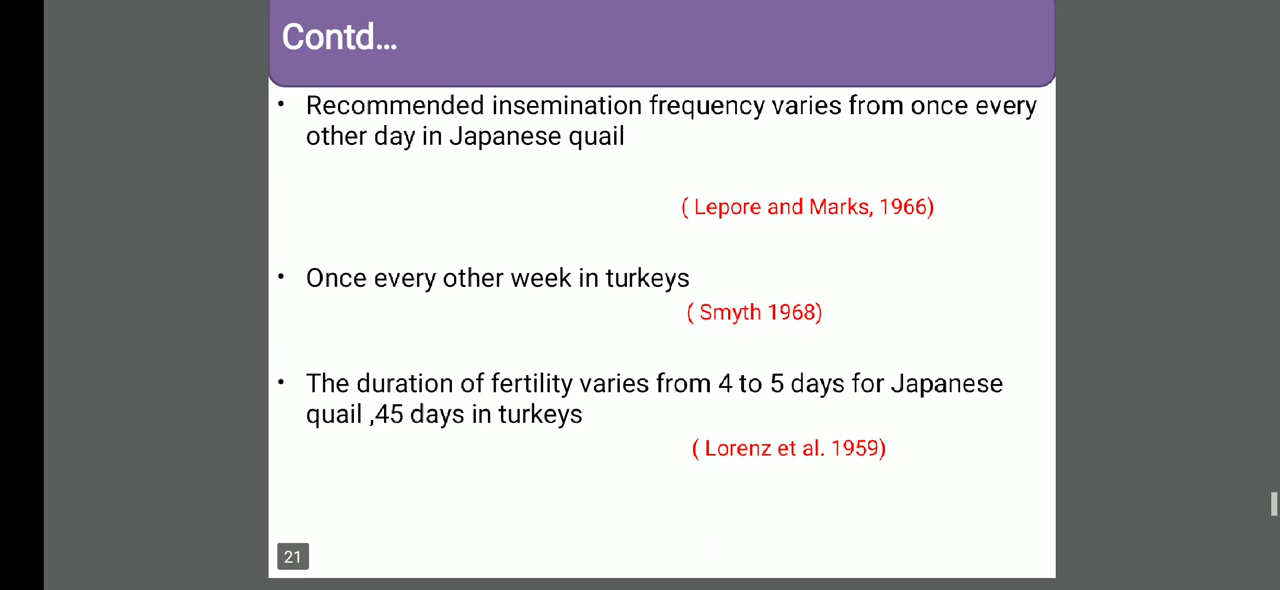 Contd...
• Recommended insemination frequency varies from once every
other day in Japanese quail
( Lepore and Marks, 1966)
• Once every other week in turkeys
( Smyth 1968)
• The duration of fertility varies from 4 to 5 days for Japanese
quail ,45 days in turkeys
( Lorenz et al. 1959)
21